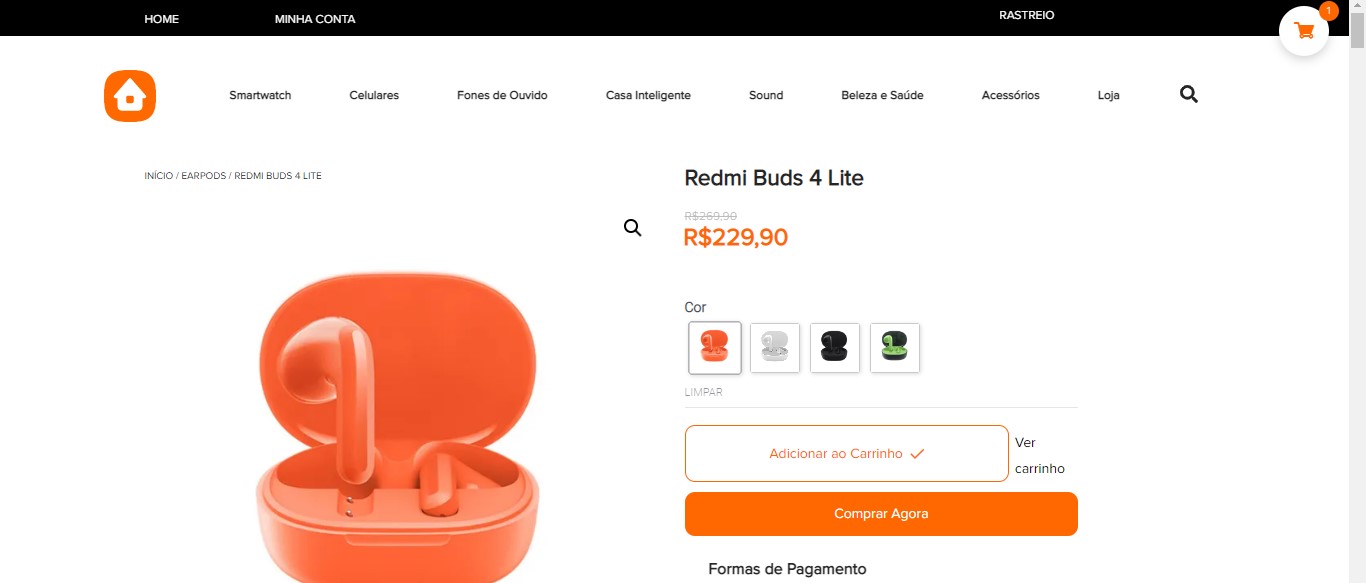 HOME
MINHA CONTA
RASTREIO
1
Smartwatch
Celulares
Fones de Ouvido
Casa Inteligente
Sound
Beleza e Saúde
Acessórios
Loja
INÍCIO / EARPODS / REDMI BUDS 4 LITE
Redmi Buds 4 Lite
R$269,90
R$229,90
Cor
LIMPAR
Adicionar ao Carrinho
Ver
carrinho
Comprar Agora
Formas de Pagamento